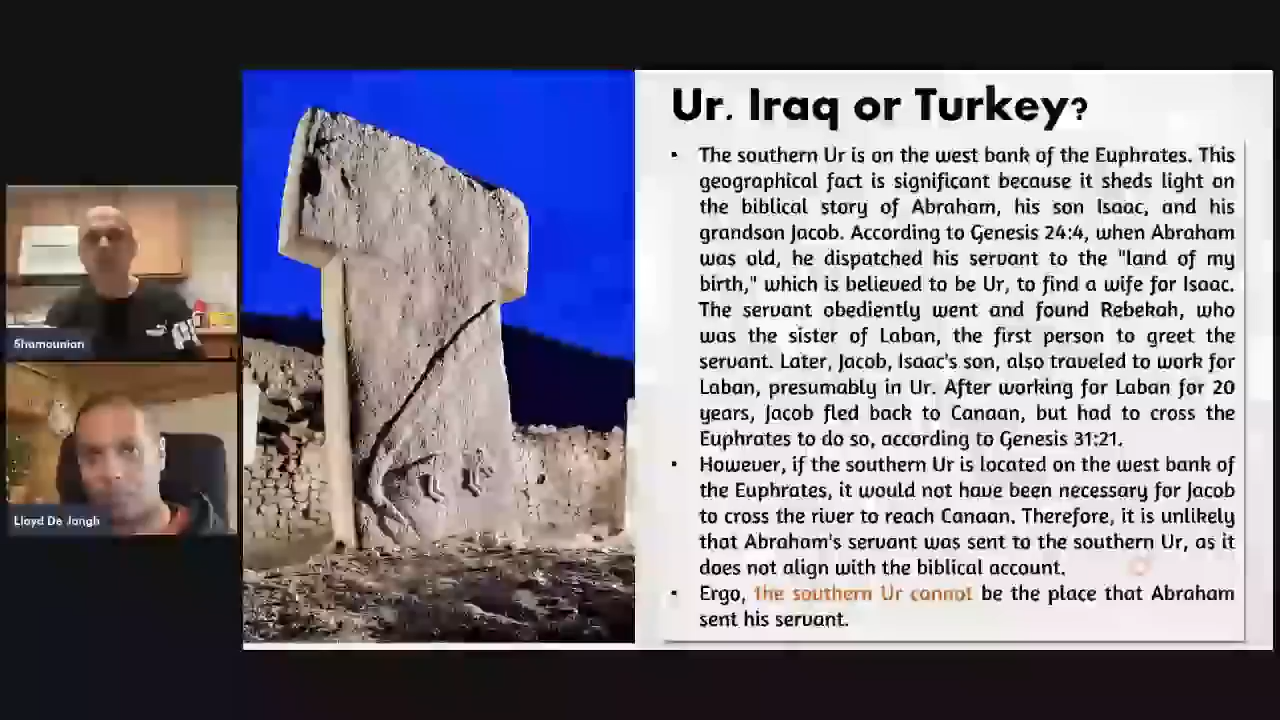 Ur. Iraq or Turkey?
• The southern Ur is on the west bank of the Euphrates. This
geographical fact is significant because it sheds light on
the biblical story of Abraham, his son Isaac, and his
grandson Jacob. According to Genesis 24:4, when Abraham
was old, he dispatched his servant to the "land of my
birth," which is believed to be Ur, to find a wife for Isaac.
The servant obediently went and found Rebekah, who
was the sister of Laban, the first person to greet the
servant. Later, Jacob, Isaac's son, also traveled to work for
Laban, presumably in Ur. After working for Laban for 20
years, Jacob fled back to Canaan, but had to cross the
Euphrates to do so, according to Genesis 31:21.
• However, if the southern Ur is located on the west bank of
the Euphrates, it would not have been necessary for Jacob
to cross the river to reach Canaan. Therefore, it is unlikely
that Abraham's servant was sent to the southern Ur, as it
does not align with the biblical account.
• Ergo, the southern Ur cannot be the place that Abraham
sent his servant.
Shamounian
Lloyd De Jongh